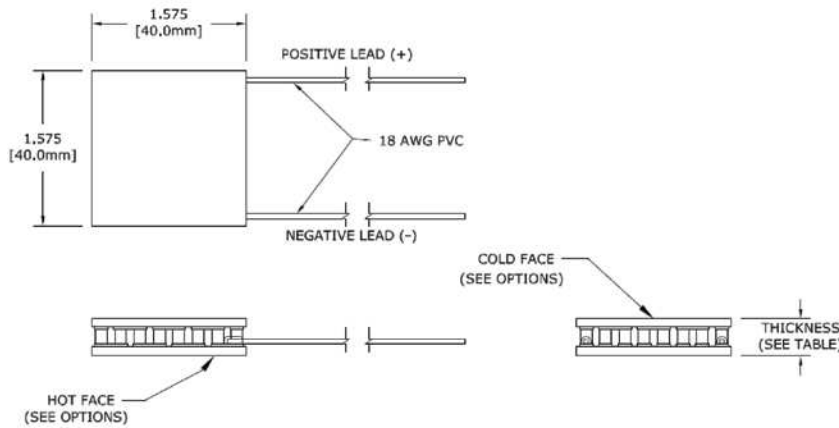 1.575
[40.0mm]
POSITIVE LEAD (+)
1.575
[40.0mm]
18 AWG PVC
NEGATIVE LEAD (-)
COLD FACE
(SEE OPTIONS)
THICKNESS
(SEE TABLE)
HOT FACE
(SEE OPTIONS)